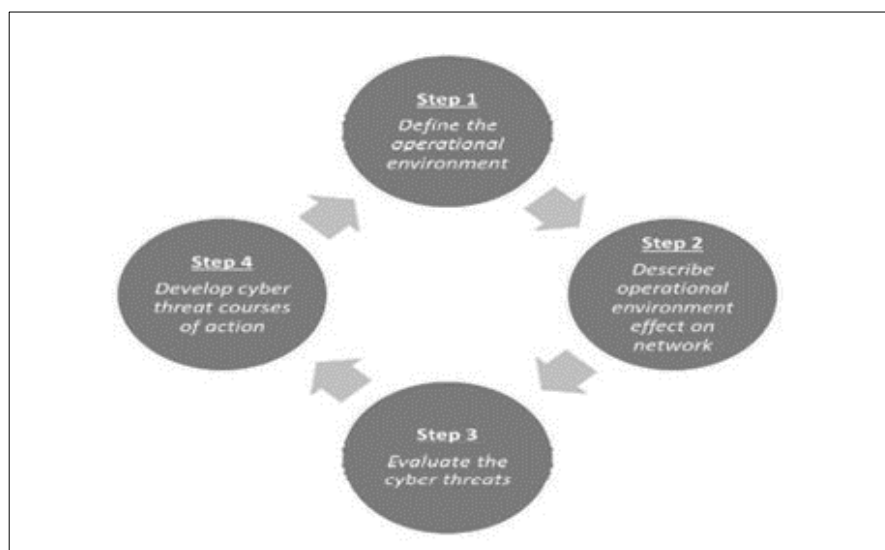 Step 1
Define the
operational
environment
Step 2
Describe
operational
environment
effect on
network
Step 3
Evaluate the
cyber threats
Step 4
Develop cyber
threat courses
of action